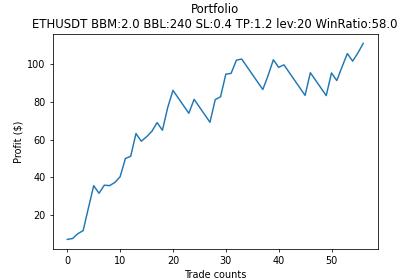 Portfolio
ETHUSDT BBM:2.0 BBL:240 SL:0.4 TP:1.2 lev:20 WinRatio:58.0
100
80
60
40
20
Profit ($)
0
10
20
30
40
50
Trade counts